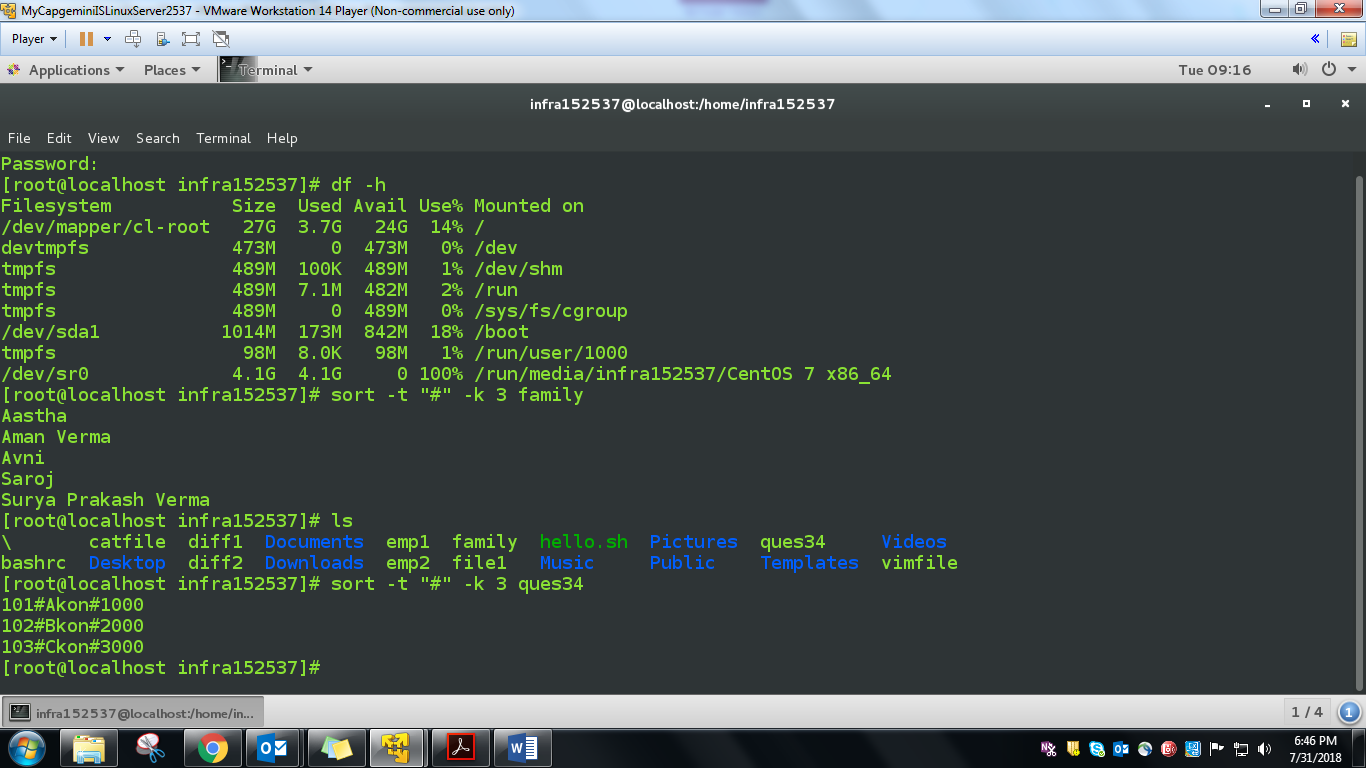 MyCapgeminiISLinuxServer2537 - VMware Workstation 14 Player (Non-commercial use only)
Player
Applications Places Terminal Tue 09:16
infra152537@localhost:/home/infra152537
File Edit View Search Terminal Help
Password:
[root@localhost infra152537]# df -h
Filesystem Size Used Avail Use% Mounted on
/dev/mapper/cl-root 27G 3.7G 24G 14% /
devtmpfs 473M 0 473M 0% /dev
tmpfs 489M 100K 489M 1% /dev/shm
tmpfs 489M 7.1M 482M 2% /run
tmpfs 489M 0 489M 0% /sys/fs/cgroup
/dev/sda1 1014M 173M 842M 18% /boot
tmpfs 98M 8.0K 98M 1% /run/user/1000
/dev/sr0 4.1G 4.1G 0 100% /run/media/infra152537/CentOS 7 x86_64
[root@localhost infra152537]# sort -t "#" -k 3 family
Aastha
Aman Verma
Avni
Saroj
Surya Prakash Verma
[root@localhost infra152537]# ls
\ catfile diff1 Documents emp1 family hello.sh Pictures ques34 Videos
bashrc Desktop diff2 Downloads emp2 file1 Music Public Templates vimfile
[root@localhost infra152537]# sort -t "#" -k 3 ques34
101#Akon#1000
102#Bkon#2000
103#Ckon#3000
[root@localhost infra152537]#
infra152537@localhost:/home/in... 1 / 4 1
6:46 PM
7/31/2018